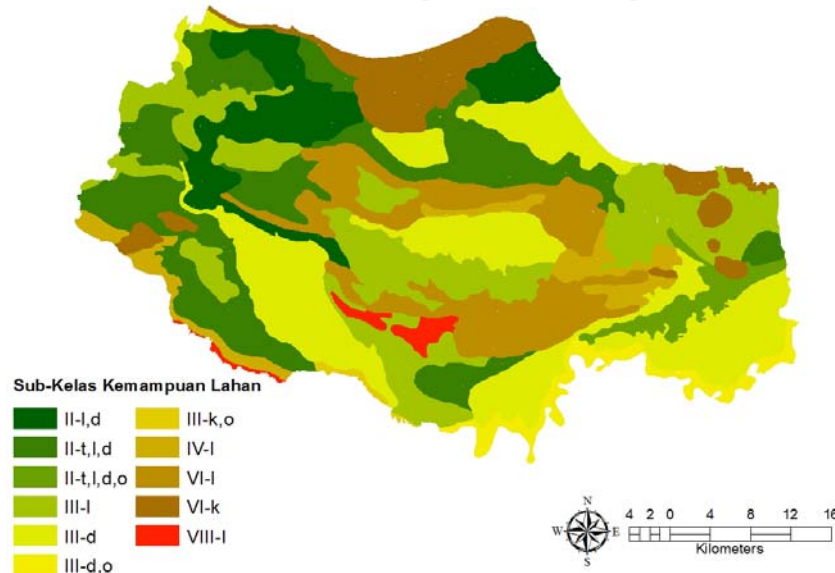 Sub-Kelas Kemampuan Lahan
II-l,d
II-t,l,d
II-t,l,d,o
III-l
III-d
III-d,o
III-k,o
IV-l
VI-l
VI-k
VIII-l
N
W E
S
4 2 0 4 8 12 16
Kilometers